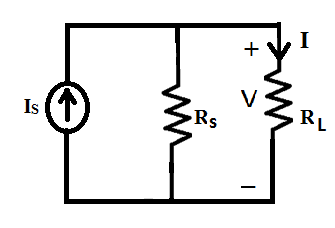 + I
V
IS RS RL
−